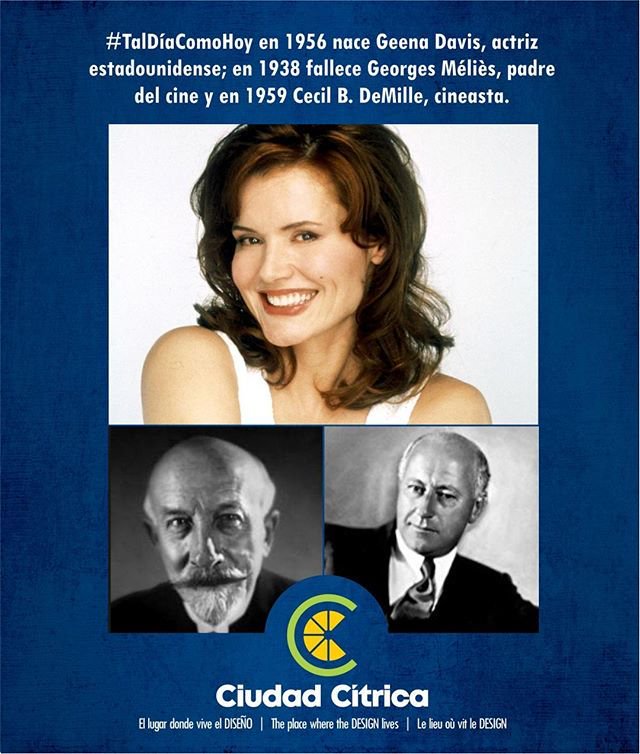 #TalDíaComoHoy en 1956 nace Geena Davis, actriz
estadounidense; en 1938 fallece Georges Méliès, padre
del cine y en 1959 Cecil B. DeMille, cineasta.
Ciudad Cítrica
El lugar donde vive el DISEÑO | The place where the DESIGN lives | Le lieu où vit le DESIGN